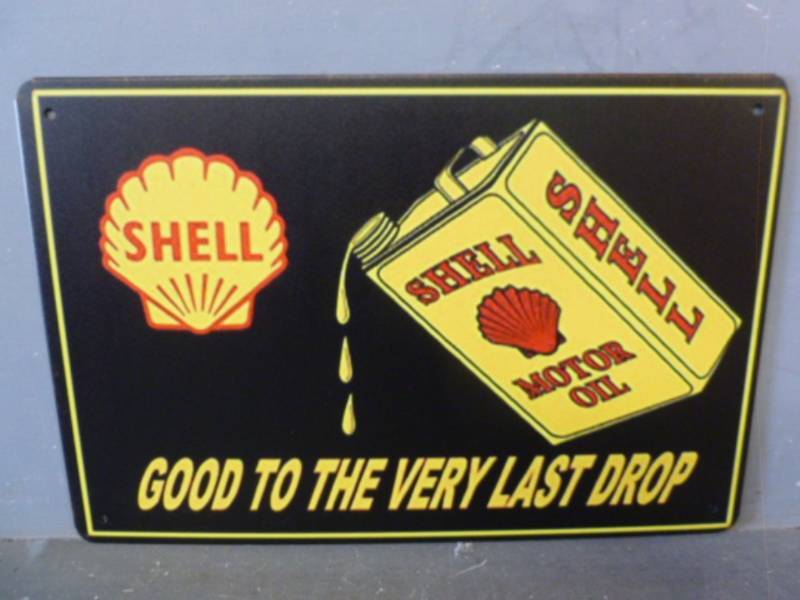 SHELL
SHELL
MOTOR
OIL
SHELL
GOOD TO THE VERY LAST DROP